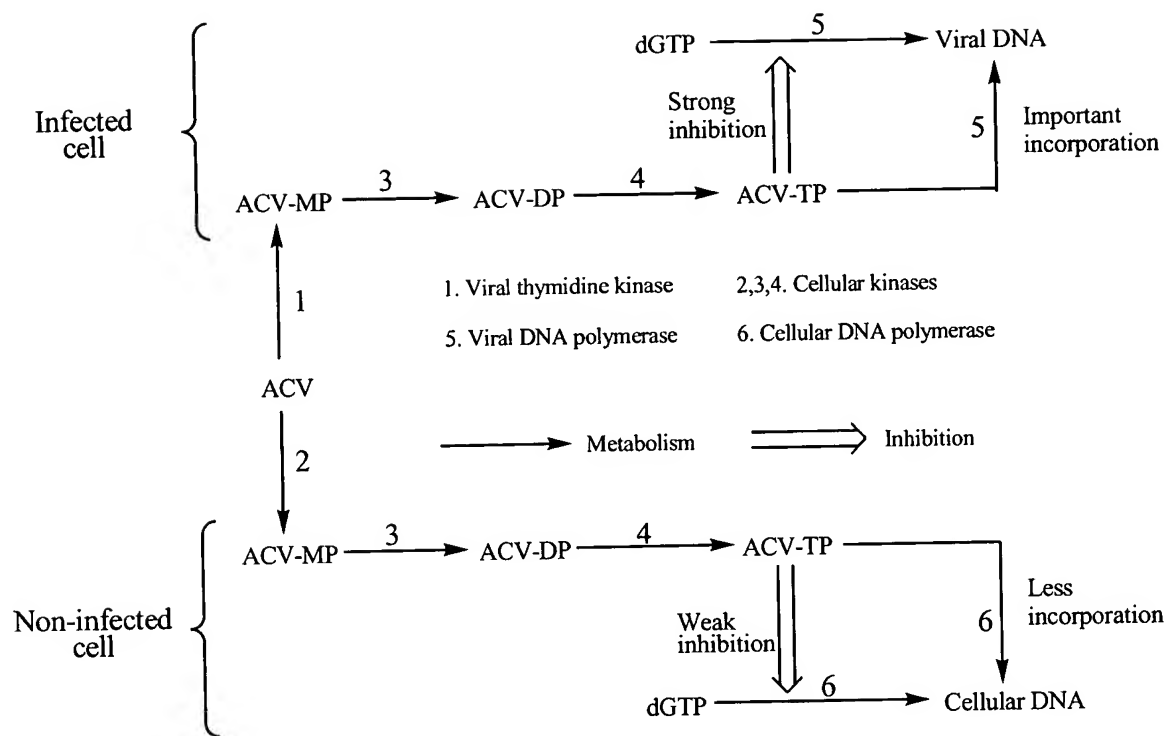 dGTP 5 Viral DNA
Infected
cell
Strong
inhibition
5
Important
incorporation
ACV-MP 3 ACV-DP 4 ACV-TP
1
1. Viral thymidine kinase 2,3,4. Cellular kinases
5. Viral DNA polymerase 6. Cellular DNA polymerase
ACV
2
Metabolism Inhibition
ACV-MP 3 ACV-DP 4 ACV-TP
Non-infected
cell
Weak
inhibition
6
Less
incorporation
dGTP 6 Cellular DNA